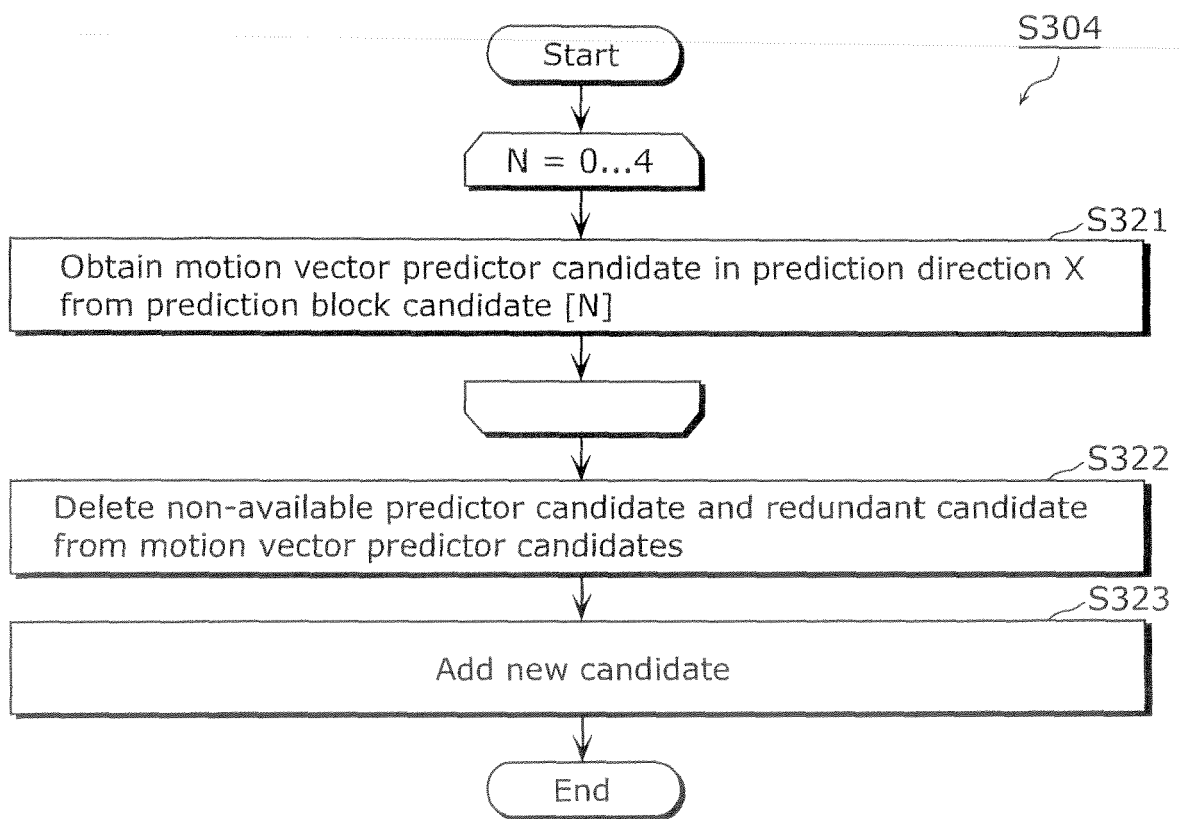 S304
Start
N = 0...4
S321
Obtain motion vector predictor candidate in prediction direction X
from prediction block candidate [N]
S322
Delete non-available predictor candidate and redundant candidate
from motion vector predictor candidates
S323
Add new candidate
End